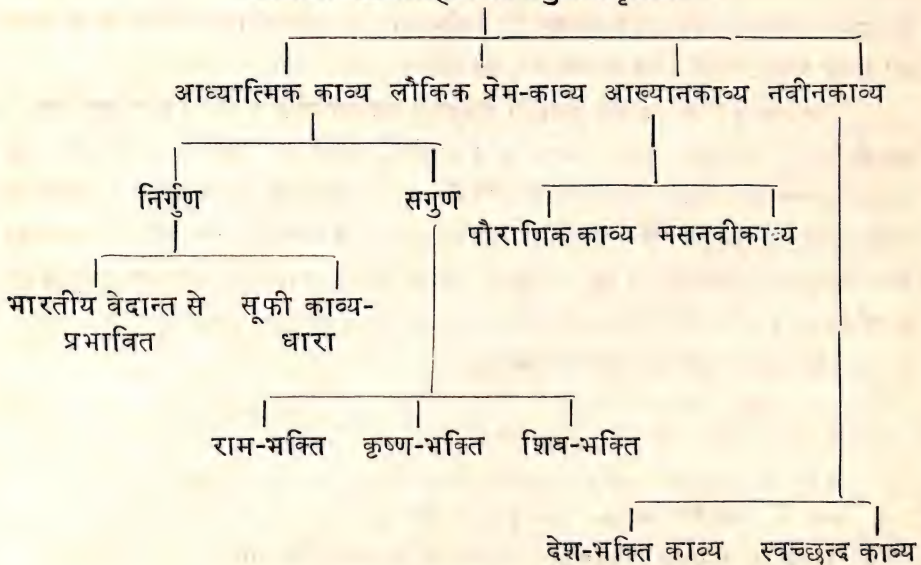 आध्यात्मिक काव्य लौकिक प्रेम-काव्य आख्यानकाव्य नवीनकाव्य
निर्गुण सगुण
पौराणिक काव्य मसनवीकाव्य
भारतीय वेदान्त से सूफी काव्य-
प्रभावित धारा
राम-भक्ति कृष्ण-भक्ति शिव-भक्ति
देश-भक्ति काव्य स्वच्छन्द काव्य